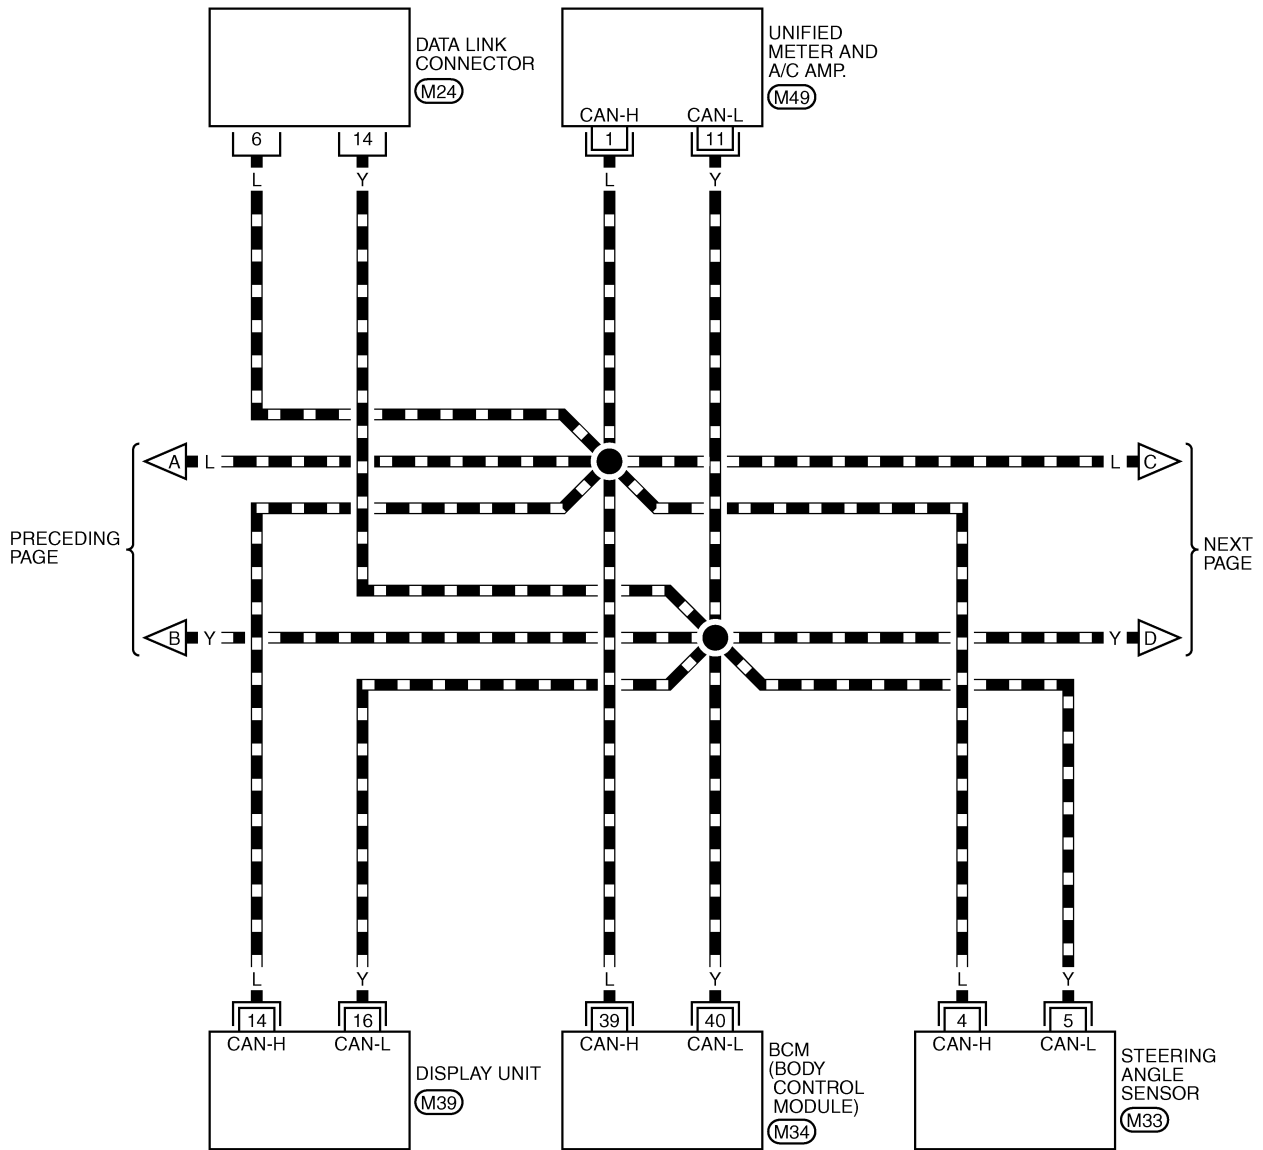 DATA LINK
CONNECTOR
M24
UNIFIED
METER AND
A/C AMP.
M49
CAN-H CAN-L
6 14 1 11
L Y L Y
A L L C
PRECEDING
PAGE
NEXT
PAGE
B Y Y D
L Y L Y L Y
14 16 39 40 4 5
CAN-H CAN-L CAN-H CAN-L CAN-H CAN-L
DISPLAY UNIT
M39
BCM
(BODY
CONTROL
MODULE)
M34
STEERING
ANGLE
SENSOR
M33